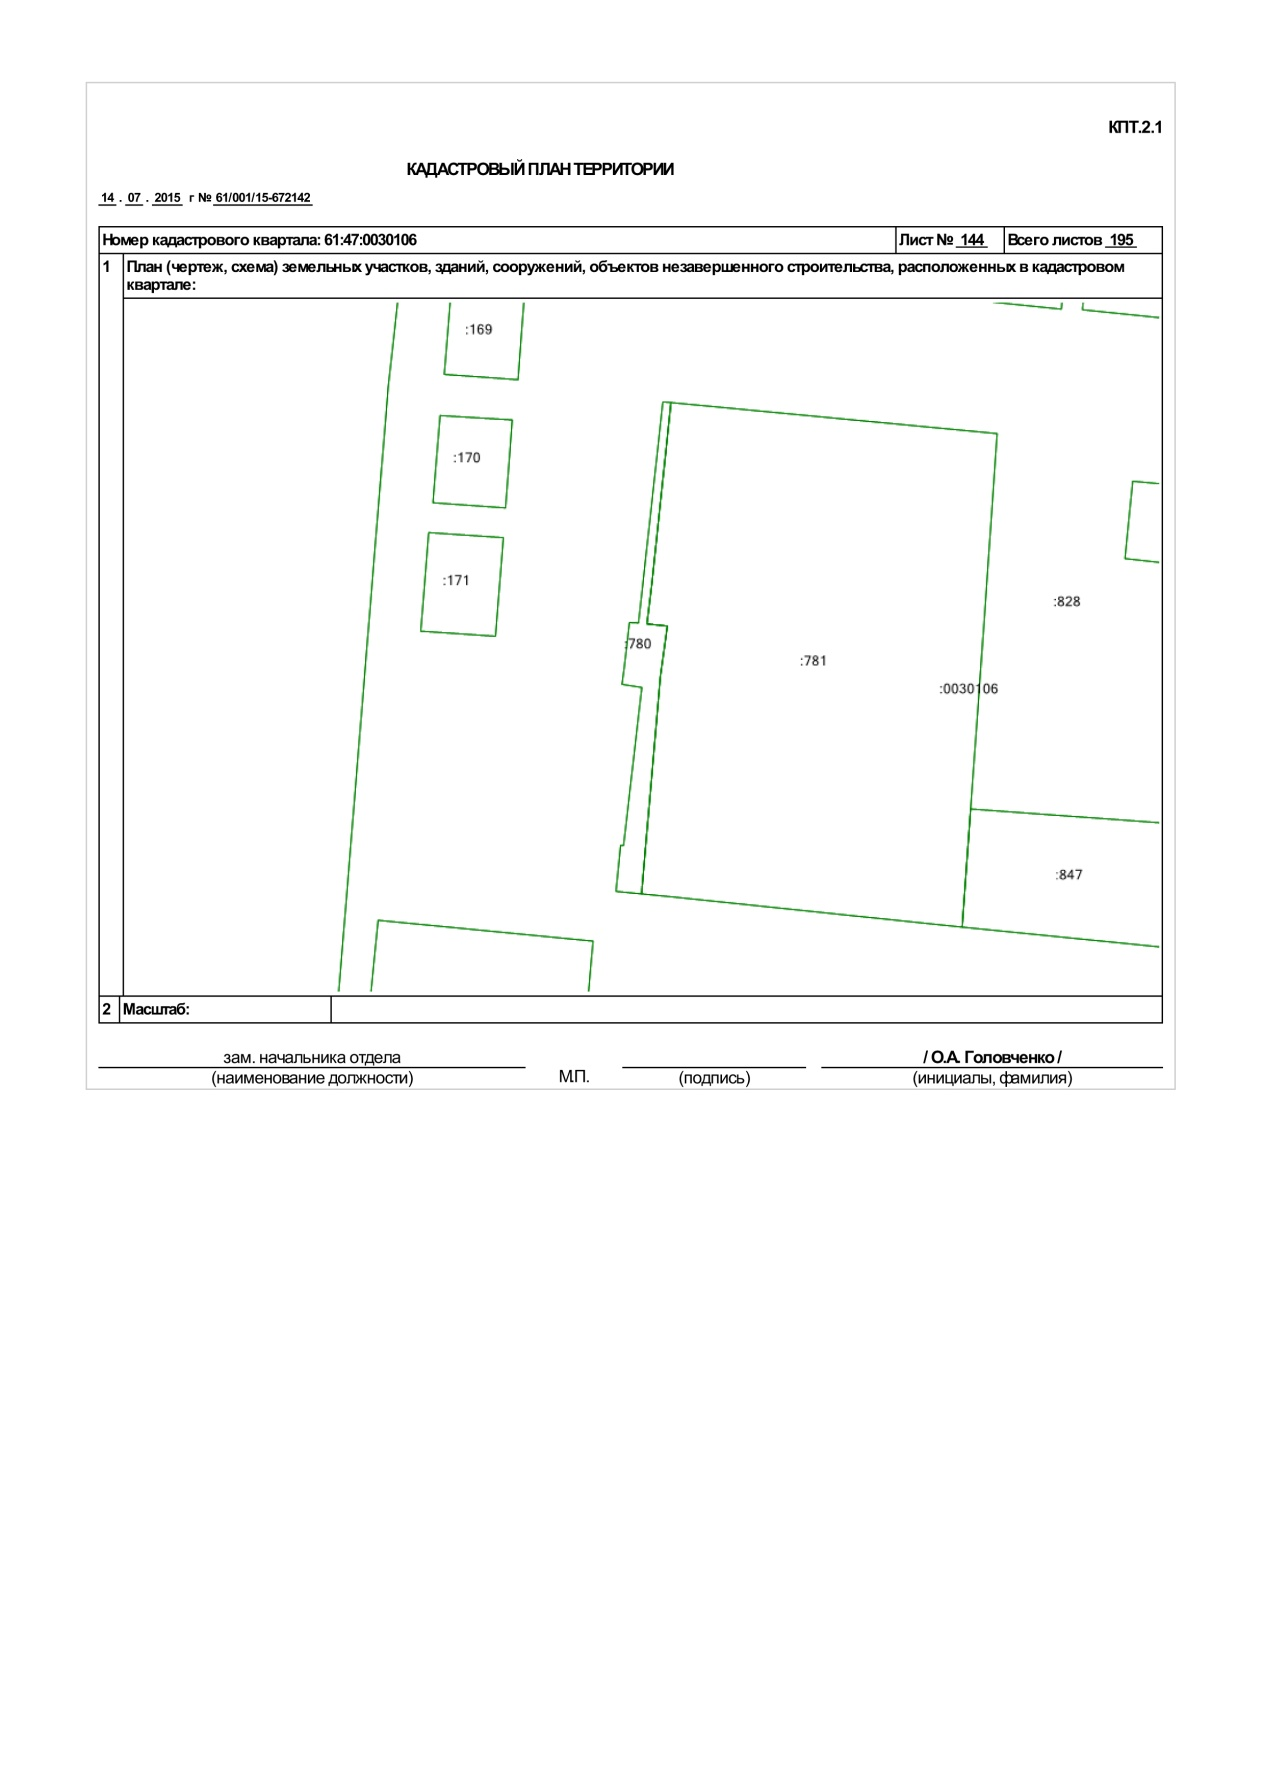 КПТ.2.1
КАДАСТРОВЫЙ ПЛАН ТЕРРИТОРИИ
14 . 07 . 2015 г № 61/001/15-672142
Номер кадастрового квартала: 61:47:0030106 Лист № 144 Всего листов 195
1 План (чертеж, схема) земельных участков, зданий, сооружений, объектов незавершенного строительства, расположенных в кадастровом
квартале:
:169
:170
:171
:828
:780
:781
:0030106
:847
2 Масштаб:
зам. начальника отдела / О.А. Головченко /
(наименование должности) М.П. (подпись) (инициалы, фамилия)